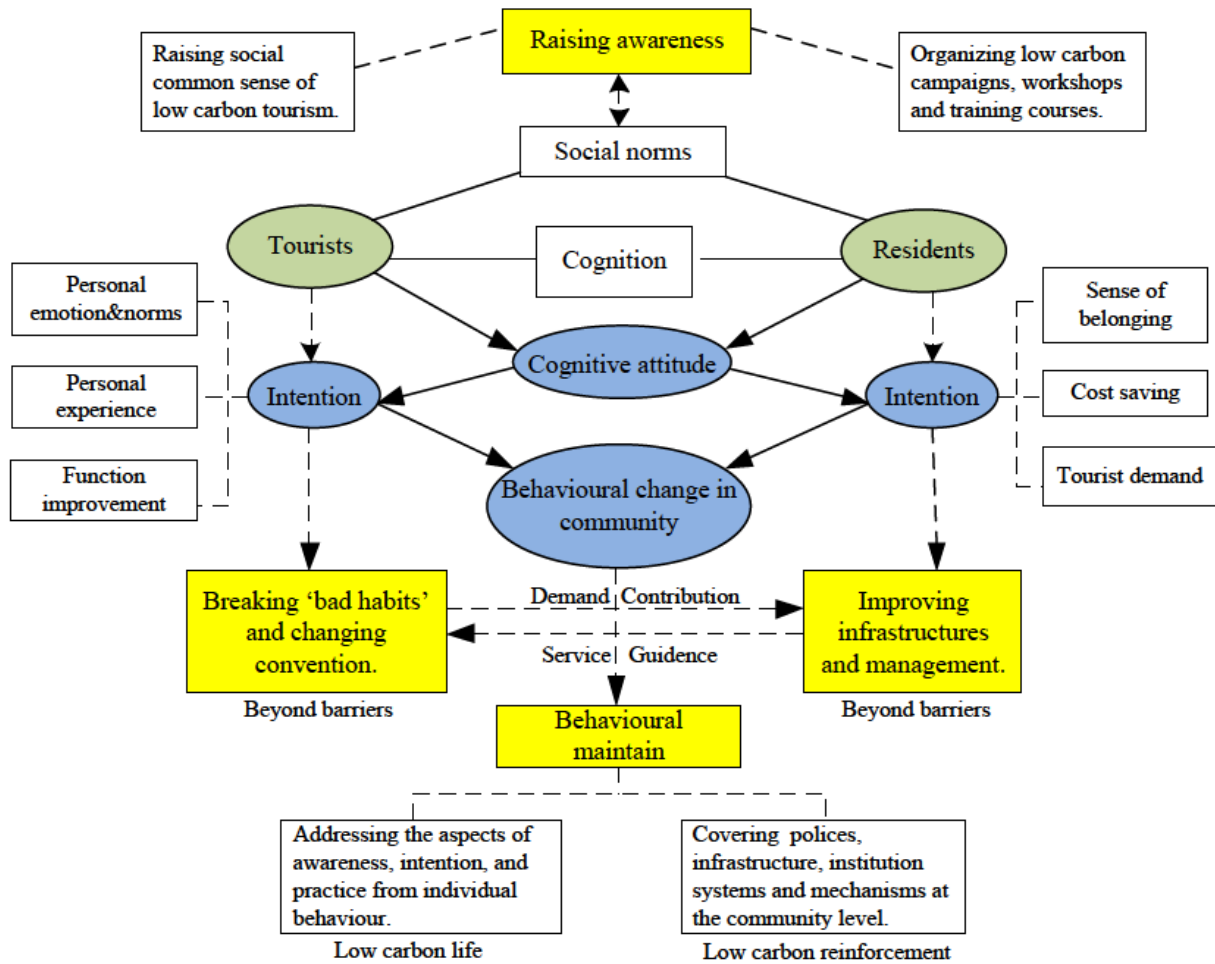 Raising awareness
Raising social
common sense of
low carbon tourism.
Organizing low carbon
campaigns, workshops
and training courses.
Social norms
Tourists
Cognition
Residents
Personal
emotion&norms
Personal
experience
Function
improvement
Intention
Cognitive attitude
Intention
Sense of
belonging
Cost saving
Tourist demand
Behavioural change in
community
Breaking ‘bad habits’
and changing
convention.
Beyond barriers
Demand Contribution
Service Guidence
Improving
infrastructures
and management.
Beyond barriers
Behavioural
maintain
Addressing the aspects of
awareness, intention, and
practice from individual
behaviour.
Low carbon life
Covering polices,
infrastructure, institution
systems and mechanisms at
the community level.
Low carbon reinforcement